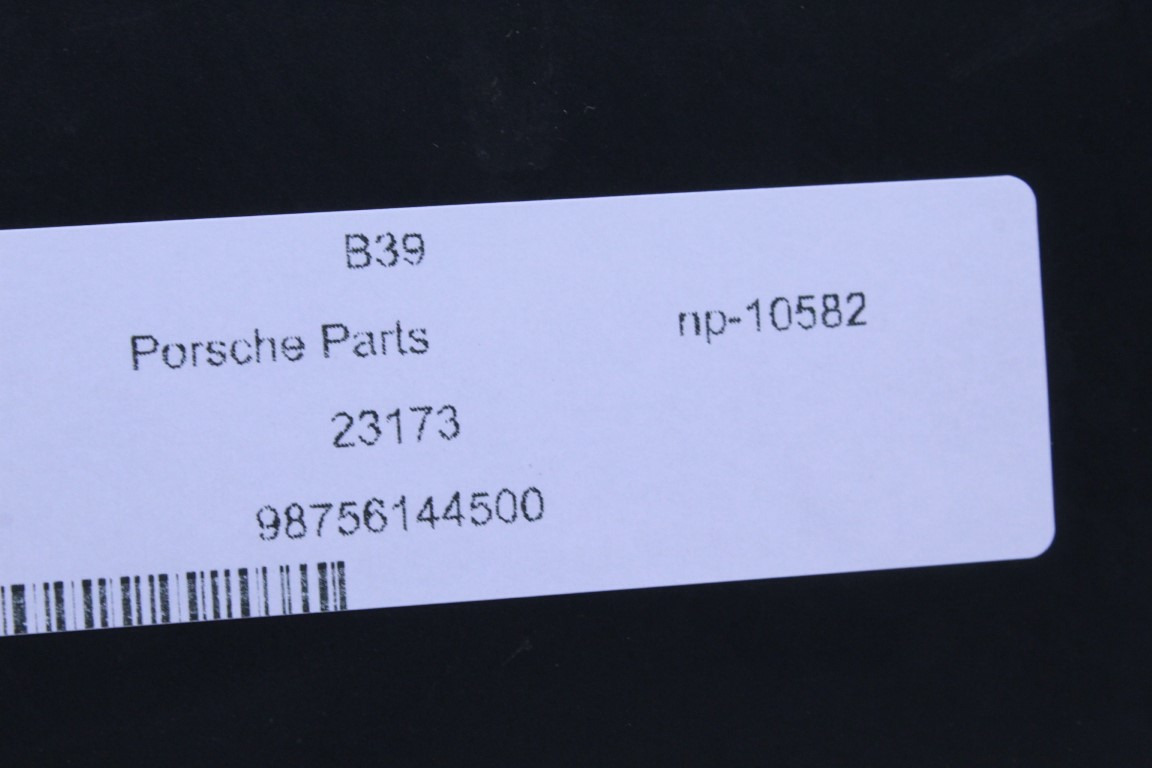 B39
Porsche Parts
np-10582
23173
98756144500